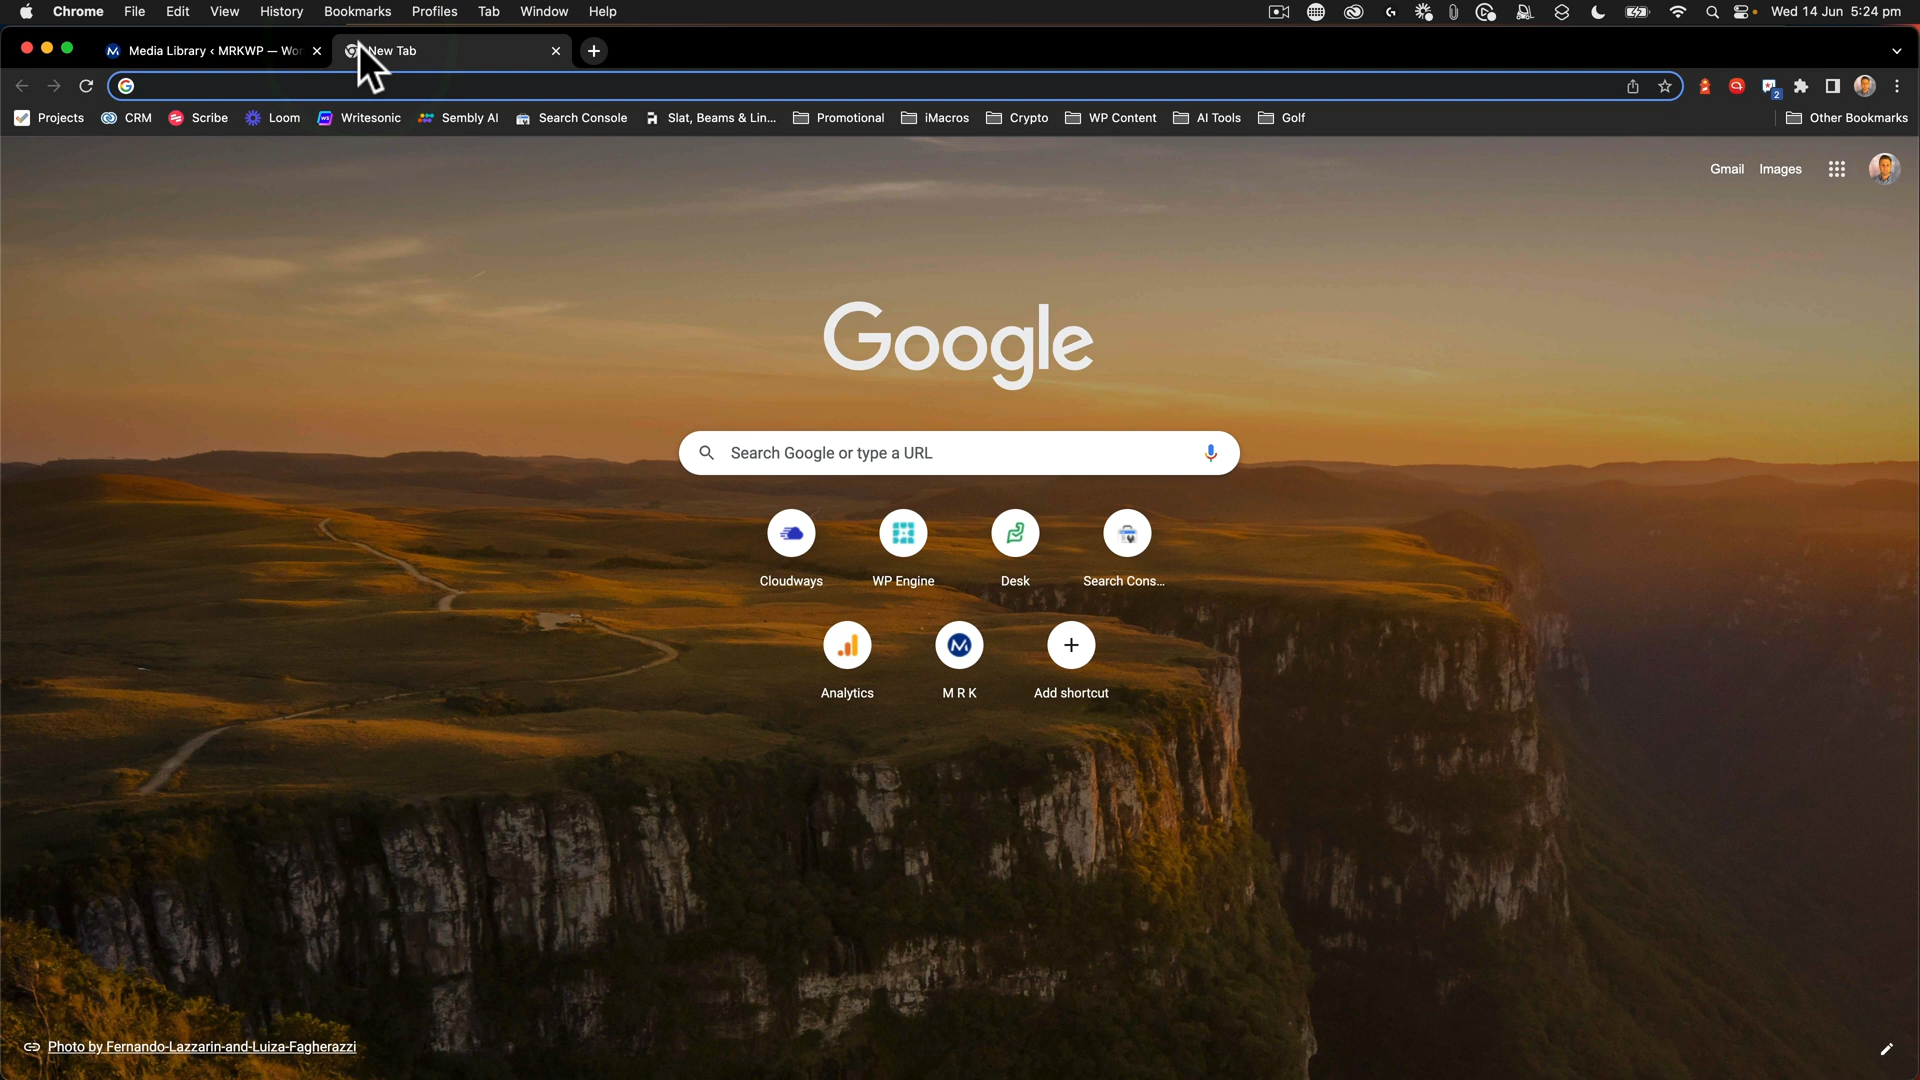 Chrome File Edit View History Bookmarks Profiles Tab Window Help Wed 14 Jun 5:24 pm
Media Library ‹ MRKWP — Wor New Tab
Projects CRM Scribe Loom Writesonic Sembly AI Search Console Slat, Beams & Lin... Promotional iMacros Crypto WP Content AI Tools Golf Other Bookmarks
Gmail Images
Google
Search Google or type a URL
Cloudways WP Engine Desk Search Cons...
Analytics M R K Add shortcut
Photo by Fernando-Lazzarin-and-Luiza-Fagherazzi